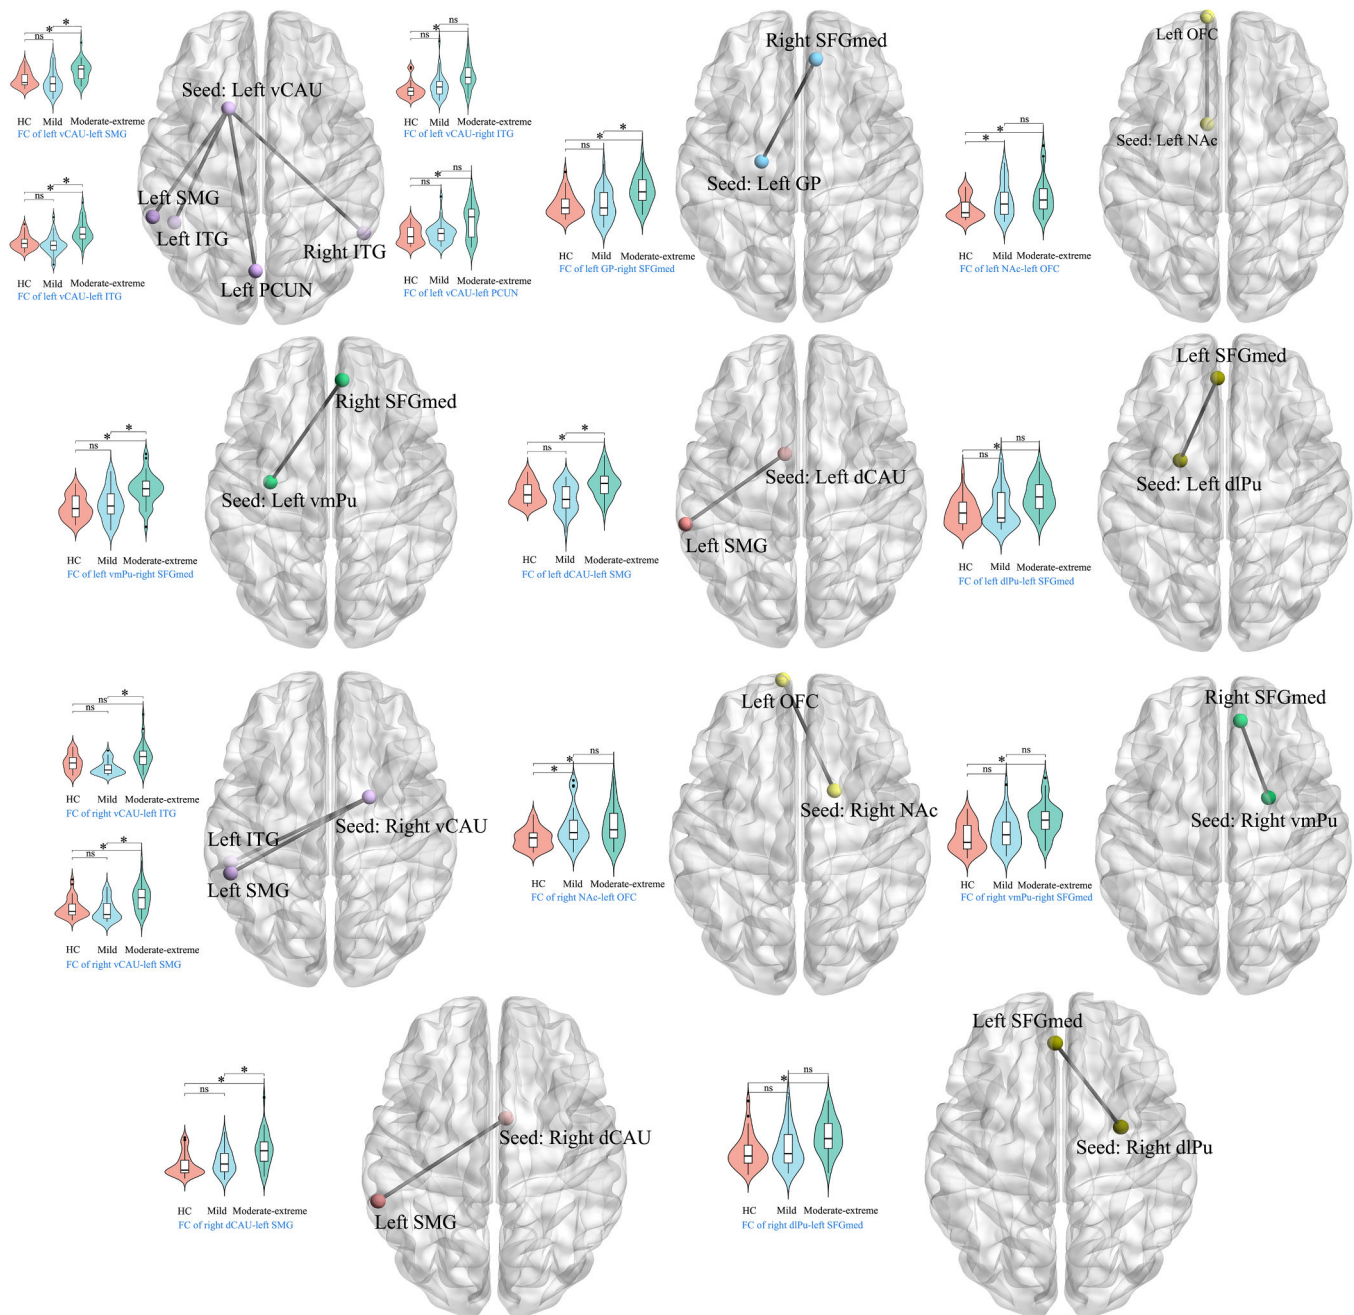 *
*
ns
HC Mild Moderate-extreme
FC of left vCAU-left SMG
*
*
ns
HC Mild Moderate-extreme
FC of left vCAU-left ITG
Seed: Left vCAU
Left SMG
Left ITG
Right ITG
Left PCUN
ns
*
ns
HC Mild Moderate-extreme
FC of left vCAU-right ITG
ns
*
ns
HC Mild Moderate-extreme
FC of left vCAU-left PCUN
*
*
ns
HC Mild Moderate-extreme
FC of left GP-right SFGmed
Right SFGmed
Seed: Left GP
ns
*
*
HC Mild Moderate-extreme
FC of left NAc-left OFC
Left OFC
Seed: Left NAc
*
*
ns
HC Mild Moderate-extreme
FC of left vmPu-right SFGmed
Right SFGmed
Seed: Left vmPu
*
*
ns
HC Mild Moderate-extreme
FC of left dCAU-left SMG
Seed: Left dCAU
Left SMG
ns
*
ns
HC Mild Moderate-extreme
FC of left dlPu-left SFGmed
Left SFGmed
Seed: Left dlPu
*
ns
ns
HC Mild Moderate-extreme
FC of right vCAU-left ITG
*
*
ns
HC Mild Moderate-extreme
FC of right vCAU-left SMG
Seed: Right vCAU
Left ITG
Left SMG
ns
*
*
HC Mild Moderate-extreme
FC of right NAc-left OFC
Left OFC
Seed: Right NAc
ns
*
ns
HC Mild Moderate-extreme
FC of right vmPu-right SFGmed
Right SFGmed
Seed: Right vmPu
*
*
ns
HC Mild Moderate-extreme
FC of right dCAU-left SMG
Seed: Right dCAU
Left SMG
ns
*
ns
HC Mild Moderate-extreme
FC of right dlPu-left SFGmed
Left SFGmed
Seed: Right dlPu